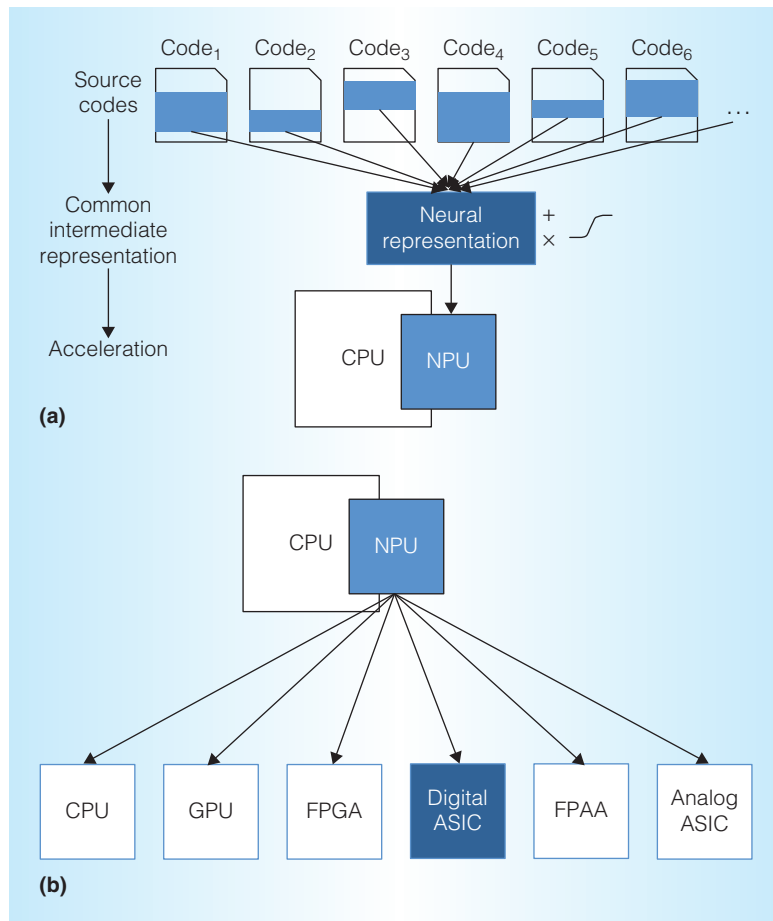 Code1 Code2 Code3 Code4 Code5 Code6
Source
codes
...
Common
intermediate
representation
Neural
representation
+
×
Acceleration
CPU
NPU
(a)
CPU
NPU
CPU
GPU
FPGA
Digital
ASIC
FPAA
Analog
ASIC
(b)